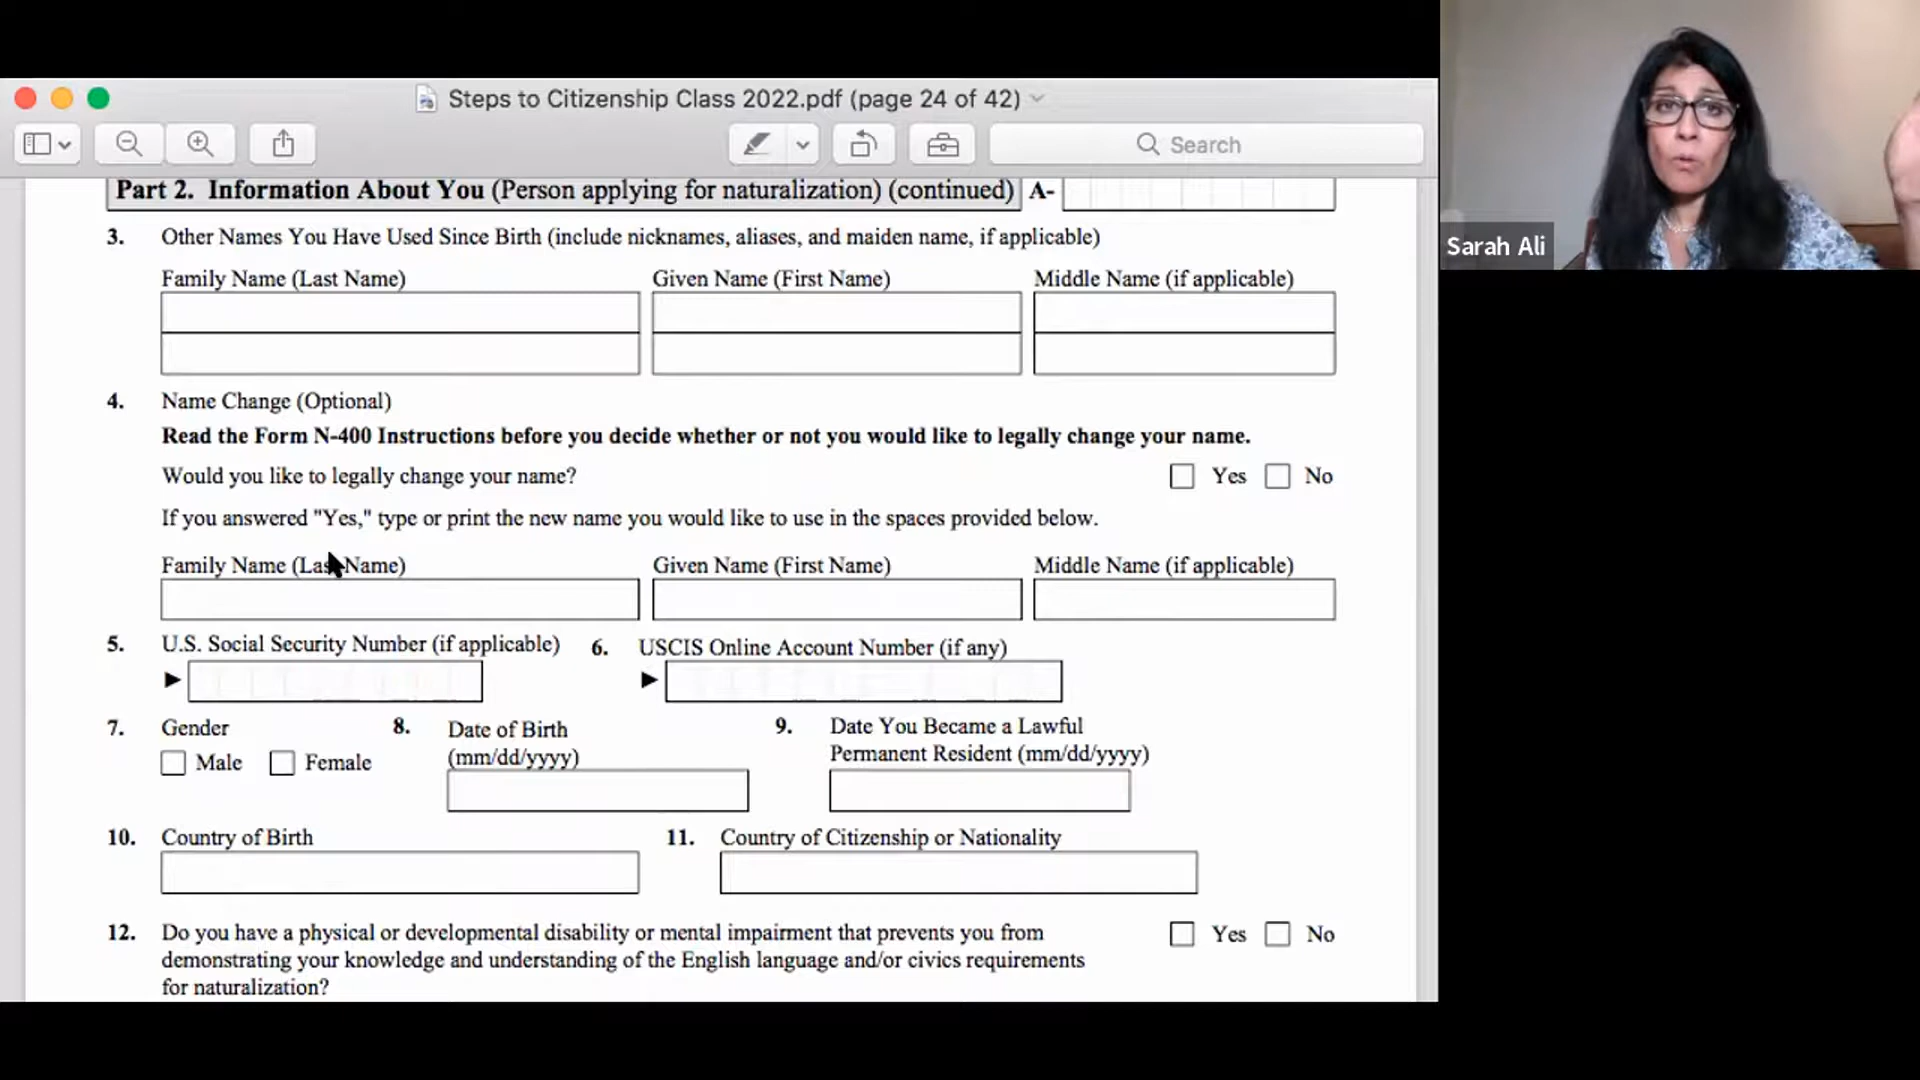 Steps to Citizenship Class 2022.pdf (page 24 of 42)
Search
Part 2. Information About You (Person applying for naturalization) (continued) A-
3. Other Names You Have Used Since Birth (include nicknames, aliases, and maiden name, if applicable)
Family Name (Last Name) Given Name (First Name) Middle Name (if applicable)
4. Name Change (Optional)
Read the Form N-400 Instructions before you decide whether or not you would like to legally change your name.
Would you like to legally change your name? Yes No
If you answered "Yes," type or print the new name you would like to use in the spaces provided below.
Family Name (Last Name) Given Name (First Name) Middle Name (if applicable)
5. U.S. Social Security Number (if applicable) 6. USCIS Online Account Number (if any)
7. Gender 8. Date of Birth 9. Date You Became a Lawful
Male Female (mm/dd/yyyy) Permanent Resident (mm/dd/yyyy)
10. Country of Birth 11. Country of Citizenship or Nationality
12. Do you have a physical or developmental disability or mental impairment that prevents you from Yes No
demonstrating your knowledge and understanding of the English language and/or civics requirements
for naturalization?
Sarah Ali